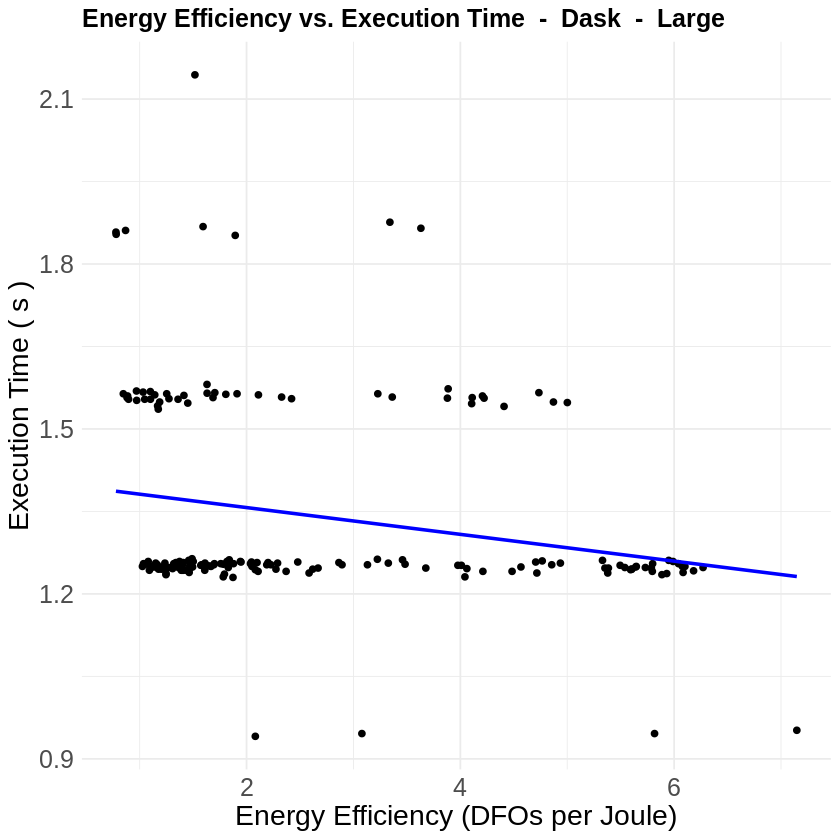 Energy Efficiency vs. Execution Time - Dask - Large
2.1
1.8
1.5
1.2
0.9
Execution Time ( s )
2 4 6
Energy Efficiency (DFOs per Joule)